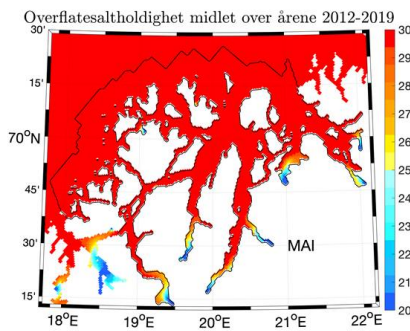 Overflatesaltholdighet midlet over årene 2012-2019
30'
15'
70°N
45'
30'
15'
18°E
19°E
20°E
21°E
22°E
MAI
30
29
28
27
26
25
24
23
22
21
20